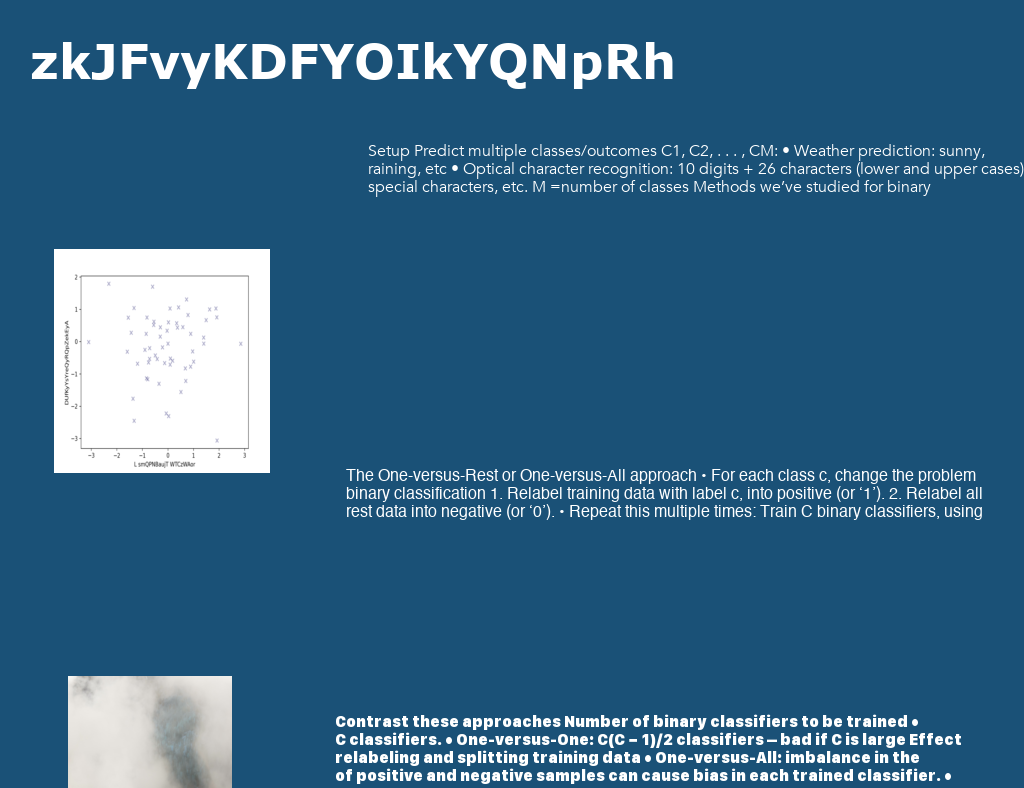 zkJFvyKDFYOIkYQNpRh
Setup Predict multiple classes/outcomes C1, C2, . . . , CM: • Weather prediction: sunny,
raining, etc • Optical character recognition: 10 digits + 26 characters (lower and upper cases)
special characters, etc. M =number of classes Methods we’ve studied for binary
2
1
0
−1
−2
−3
−3 −2 −1 0 1 2 3
The One-versus-Rest or One-versus-All approach • For each class c, change the problem
binary classification 1. Relabel training data with label c, into positive (or ‘1’). 2. Relabel all
rest data into negative (or ‘0’). • Repeat this multiple times: Train C binary classifiers, using
Contrast these approaches Number of binary classifiers to be trained •
C classifiers. • One-versus-One: C(C − 1)/2 classifiers – bad if C is large Effect
relabeling and splitting training data • One-versus-All: imbalance in the
of positive and negative samples can cause bias in each trained classifier. •